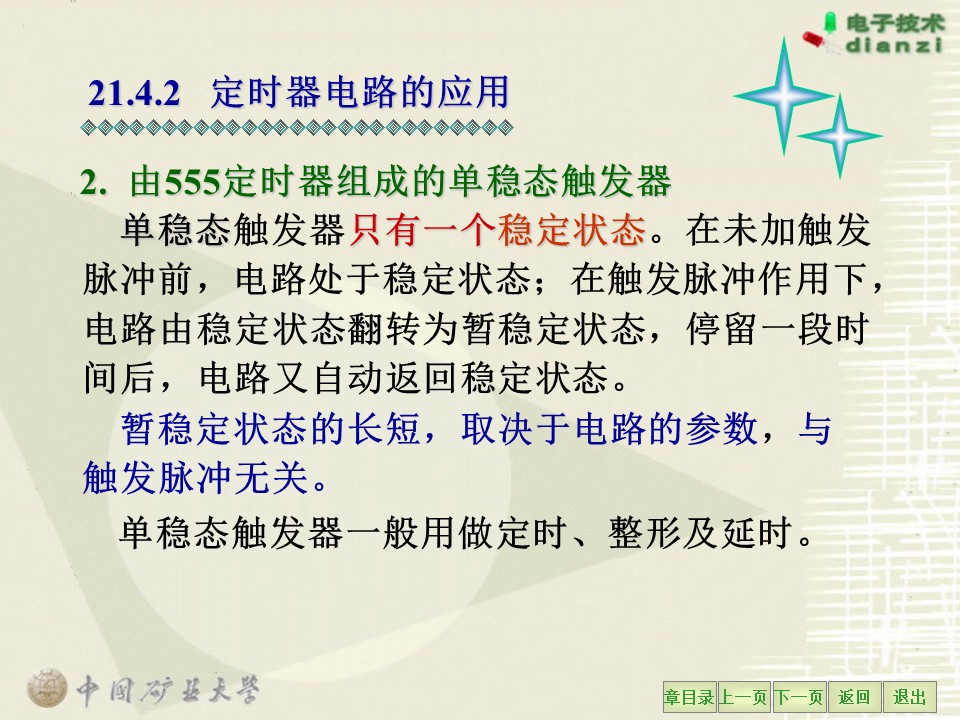 电子技术
dianzi
21.4.2 定时器电路的应用
2. 由555定时器组成的单稳态触发器
单稳态触发器只有一个稳定状态。在未加触发
脉冲前，电路处于稳定状态；在触发脉冲作用下，
电路由稳定状态翻转为暂稳定状态，停留一段时
间后，电路又自动返回稳定状态。
暂稳定状态的长短，取决于电路的参数，与
触发脉冲无关。
单稳态触发器一般用做定时、整形及延时。
中国矿业大学
章目录 上一页 下一页 返回 退出